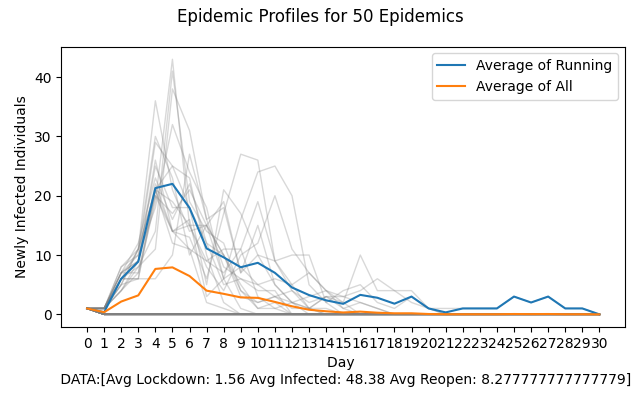 Epidemic Profiles for 50 Epidemics
Average of Running
Average of All
Newly Infected Individuals
40
30
20
10
0
0 1 2 3 4 5 6 7 8 9 10 11 12 13 14 15 16 17 18 19 20 21 22 23 24 25 26 27 28 29 30
Day
DATA:[Avg Lockdown: 1.56 Avg Infected: 48.38 Avg Reopen: 8.277777777777779]